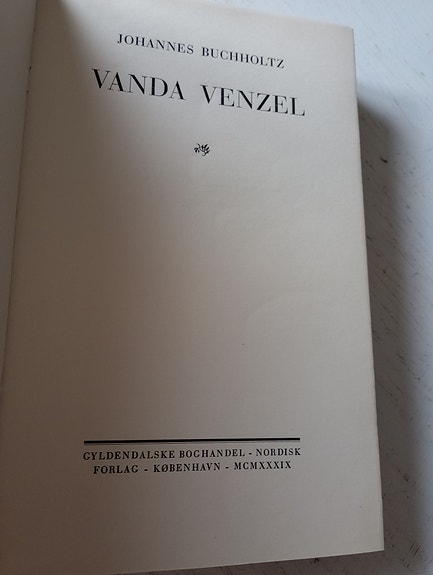 JOHANNES BUCHHOLTZ
VANDA VENZEL
GYLDENDALSKE BOGHANDEL - NORDISK
FORLAG - KØBENHAVN - MCMXXXIX